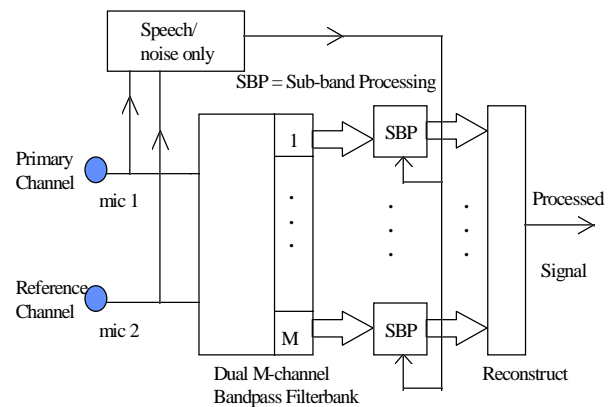 Speech/
noise only
SBP = Sub-band Processing
1
SBP
Primary
Channel
mic 1
Processed
Signal
Reference
Channel
mic 2
M
SBP
Dual M-channel
Bandpass Filterbank
Reconstruct